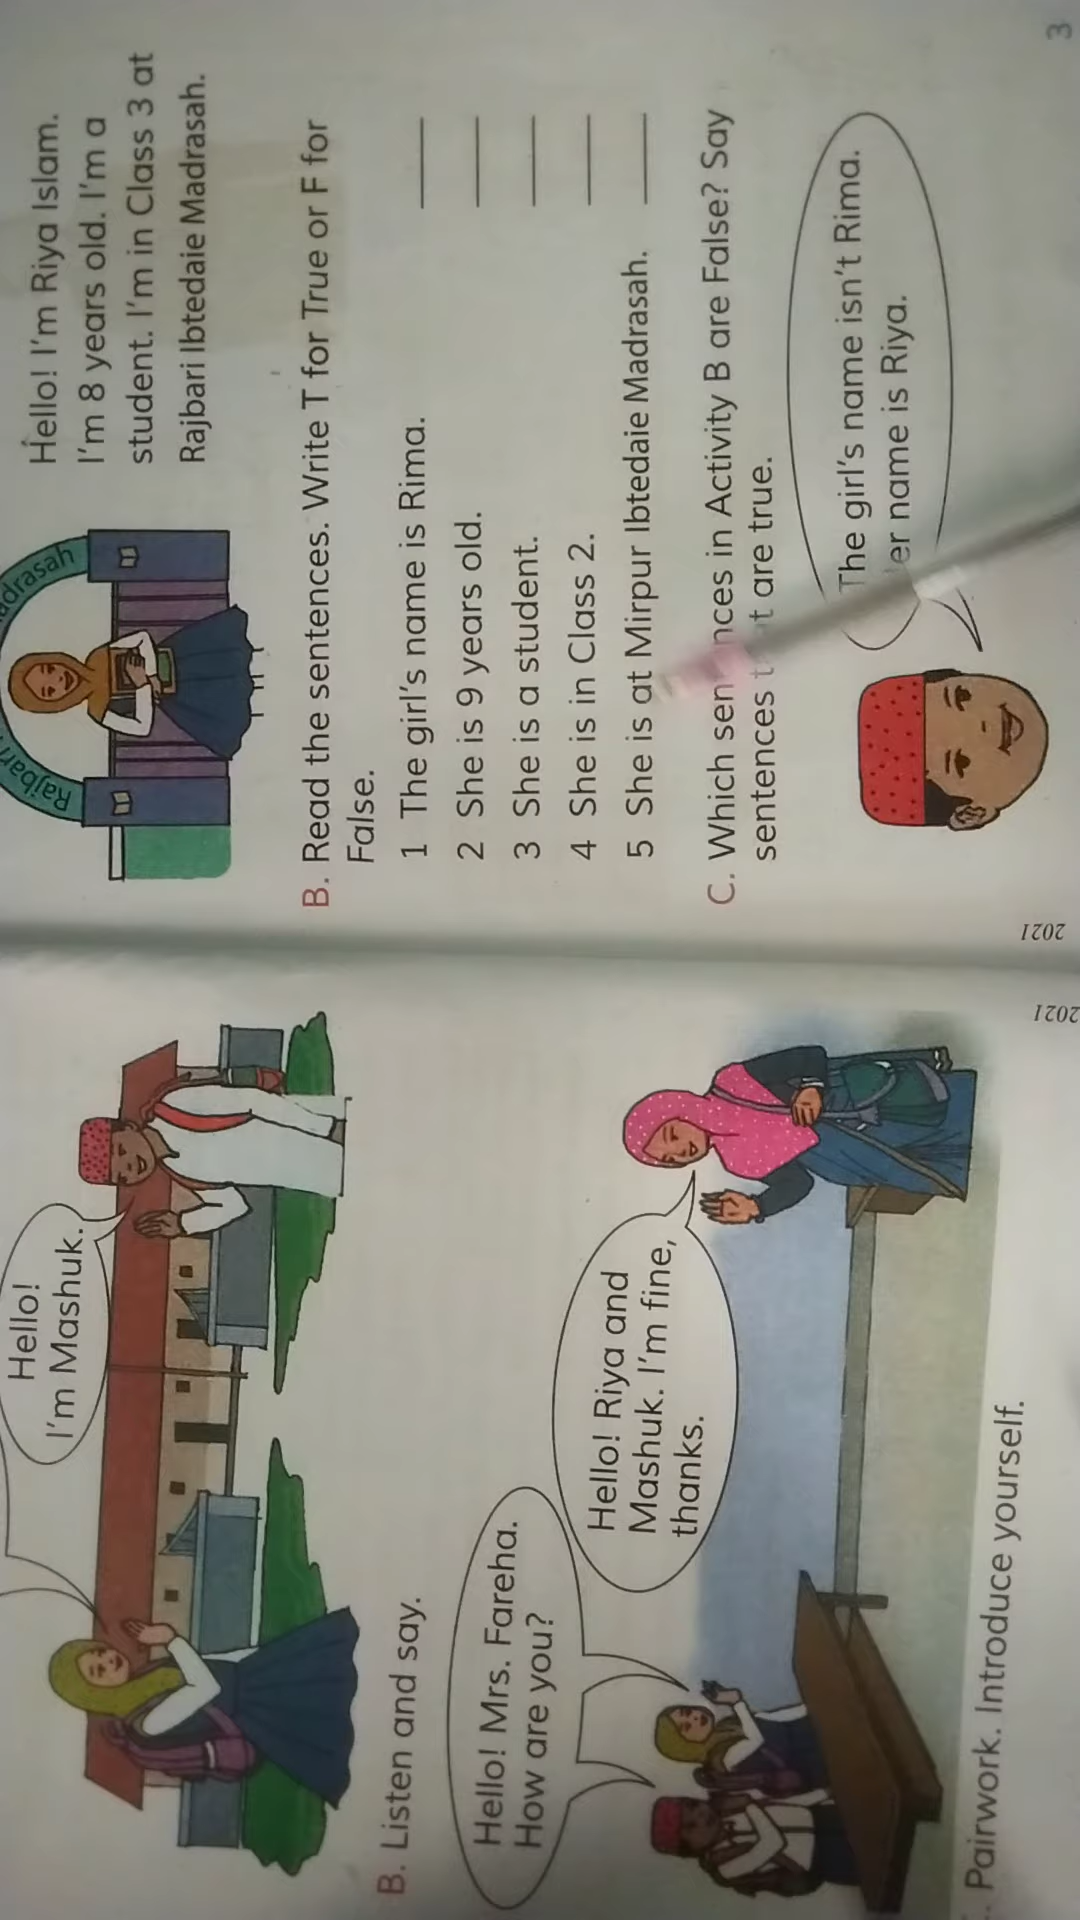 Hello!
I'm Mashuk.
B. Listen and say.
Hello! Mrs. Fareha.
How are you?
Hello! Riya and
Mashuk. I'm fine,
thanks.
Pairwork. Introduce yourself.
2021
Rajbari
Hello! I'm Riya Islam.
I'm 8 years old. I'm a
student. I'm in Class 3 at
Rajbari Ibtedaie Madrasah.
B. Read the sentences. Write T for True or F for
False.
1 The girl's name is Rima.
2 She is 9 years old.
3 She is a student.
4 She is in Class 2.
5 She is at Mirpur Ibtedaie Madrasah.
C. Which sentences in Activity B are False? Say
sentences that are true.
The girl's name isn't Rima.
er name is Riya.
2021
3